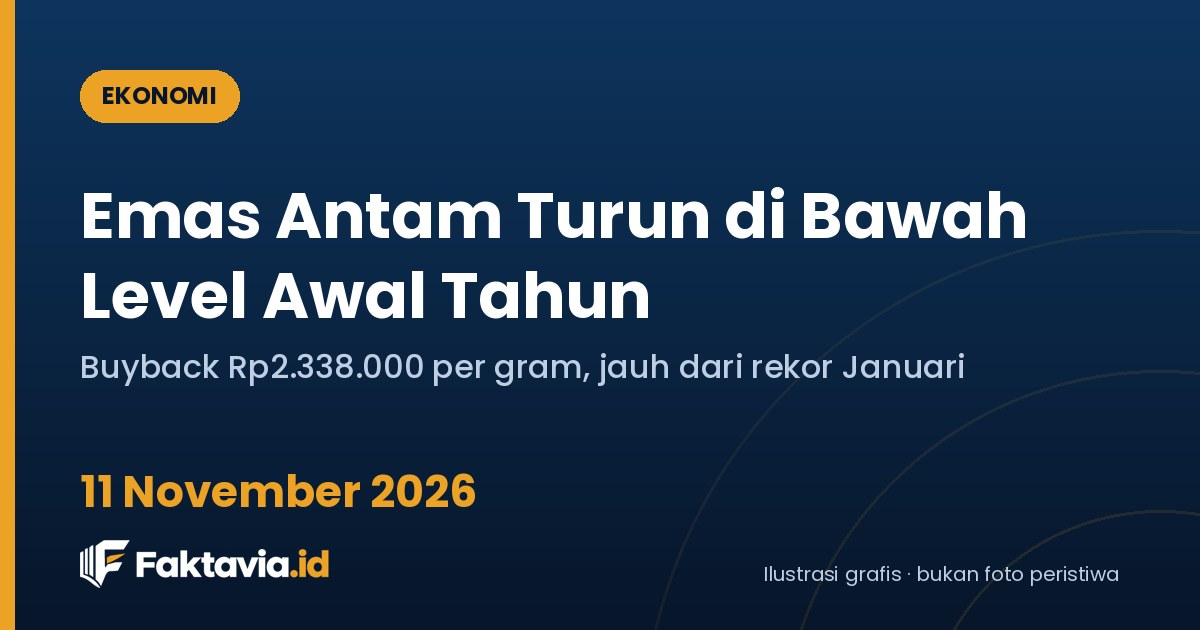 EKONOMI
Emas Antam Turun di Bawah
Level Awal Tahun
Buyback Rp2.338.000 per gram, jauh dari rekor Januari
11 November 2026
Faktavia.id
Ilustrasi grafis · bukan foto peristiwa